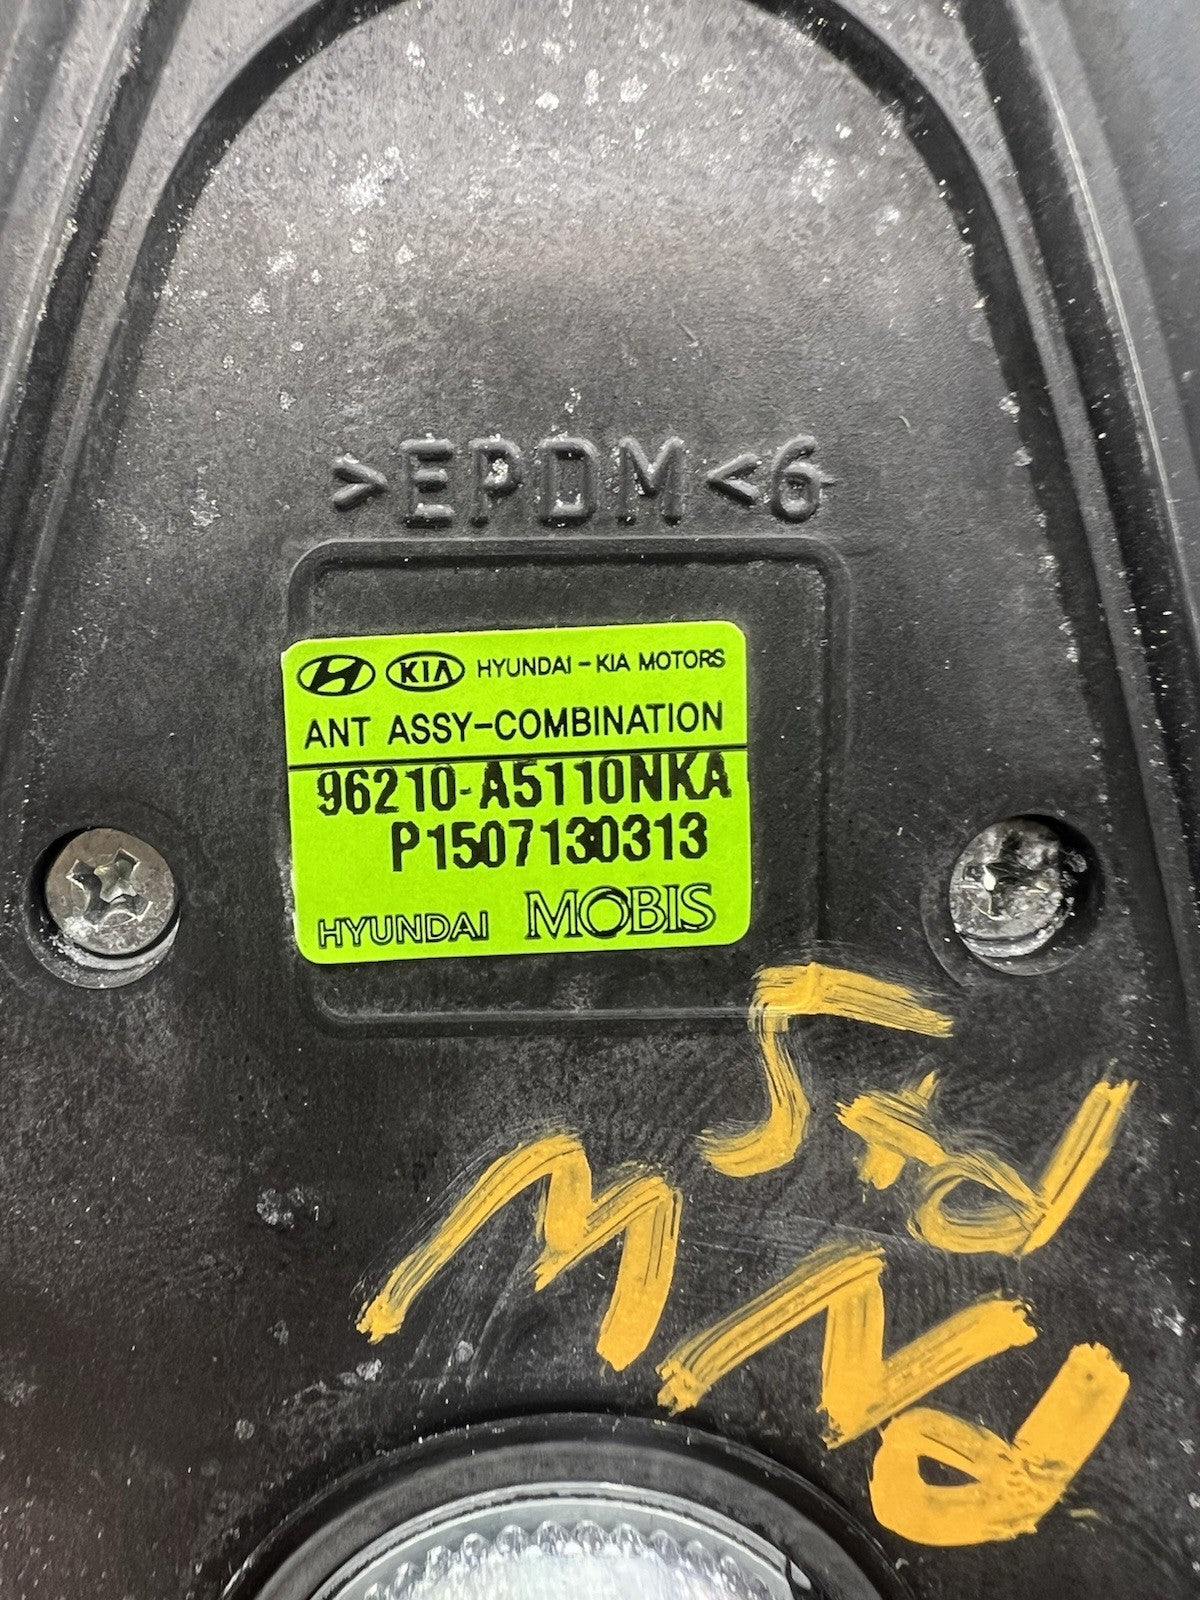 >EPDM<6
KIA HYUNDAI-KIA MOTORS
ANT ASSY-COMBINATION
96210-A5110NKA
P1507130313
HYUNDAI MOBIS